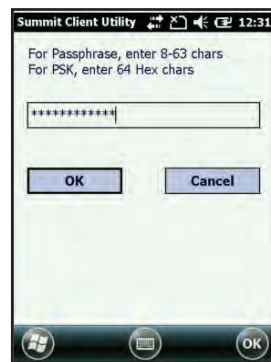 Summit Client Utility 12:31
For Passphrase, enter 8-63 chars
For PSK, enter 64 Hex chars
************
OK Cancel
OK